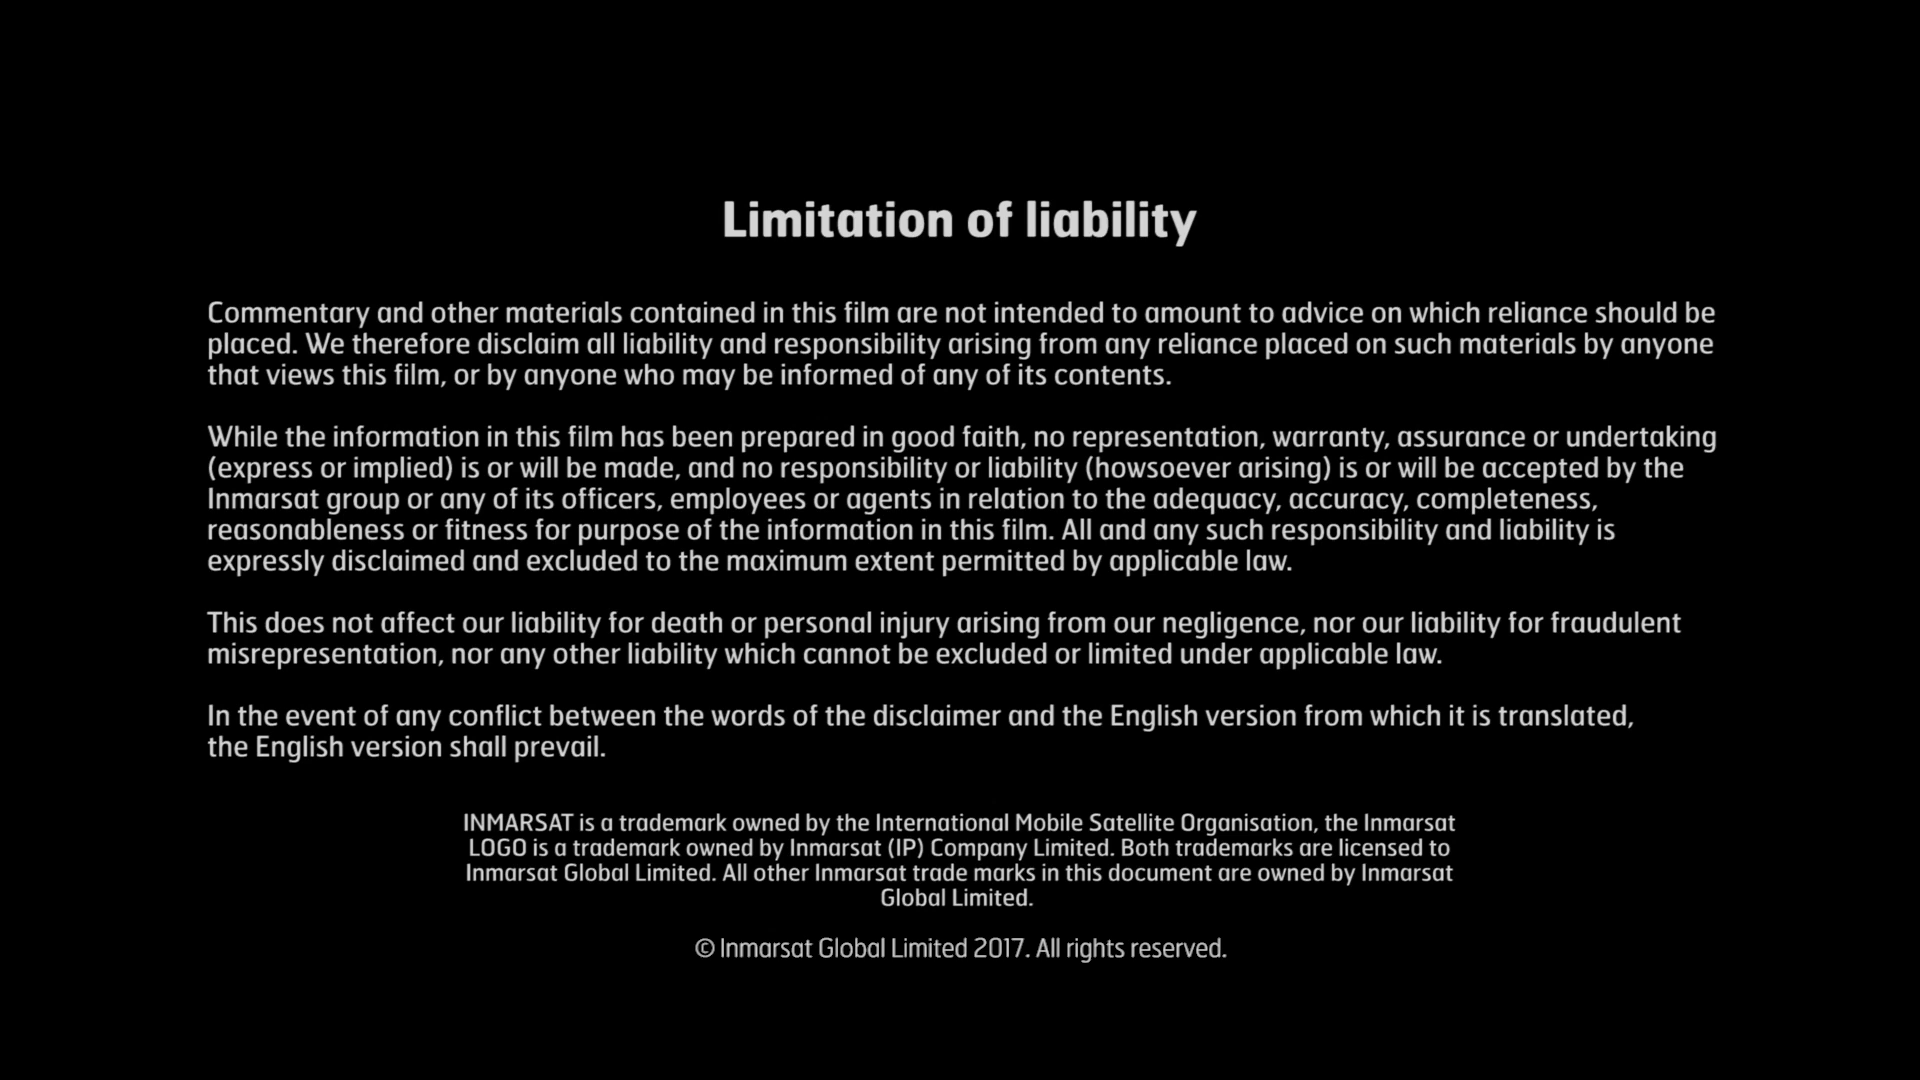 Limitation of liability
Commentary and other materials contained in this film are not intended to amount to advice on which reliance should be
placed. We therefore disclaim all liability and responsibility arising from any reliance placed on such materials by anyone
that views this film, or by anyone who may be informed of any of its contents.
While the information in this film has been prepared in good faith, no representation, warranty, assurance or undertaking
(express or implied) is or will be made, and no responsibility or liability (howsoever arising) is or will be accepted by the
Inmarsat group or any of its officers, employees or agents in relation to the adequacy, accuracy, completeness,
reasonableness or fitness for purpose of the information in this film. All and any such responsibility and liability is
expressly disclaimed and excluded to the maximum extent permitted by applicable law.
This does not affect our liability for death or personal injury arising from our negligence, nor our liability for fraudulent
misrepresentation, nor any other liability which cannot be excluded or limited under applicable law.
In the event of any conflict between the words of the disclaimer and the English version from which it is translated,
the English version shall prevail.
INMARSAT is a trademark owned by the International Mobile Satellite Organisation, the Inmarsat
LOGO is a trademark owned by Inmarsat (IP) Company Limited. Both trademarks are licensed to
Inmarsat Global Limited. All other Inmarsat trade marks in this document are owned by Inmarsat
Global Limited.
© Inmarsat Global Limited 2017. All rights reserved.